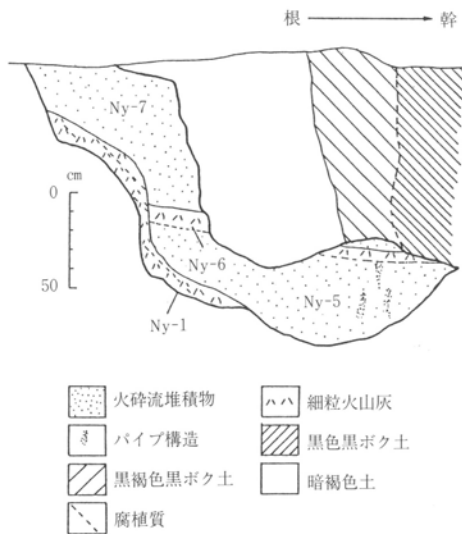 根 → 幹
Ny-7
cm
0
Ny-6
Ny-5
50
Ny-1
火砕流堆積物
細粒火山灰
パイプ構造
黒色黒ボク土
黒褐色黒ボク土
暗褐色土
腐植質